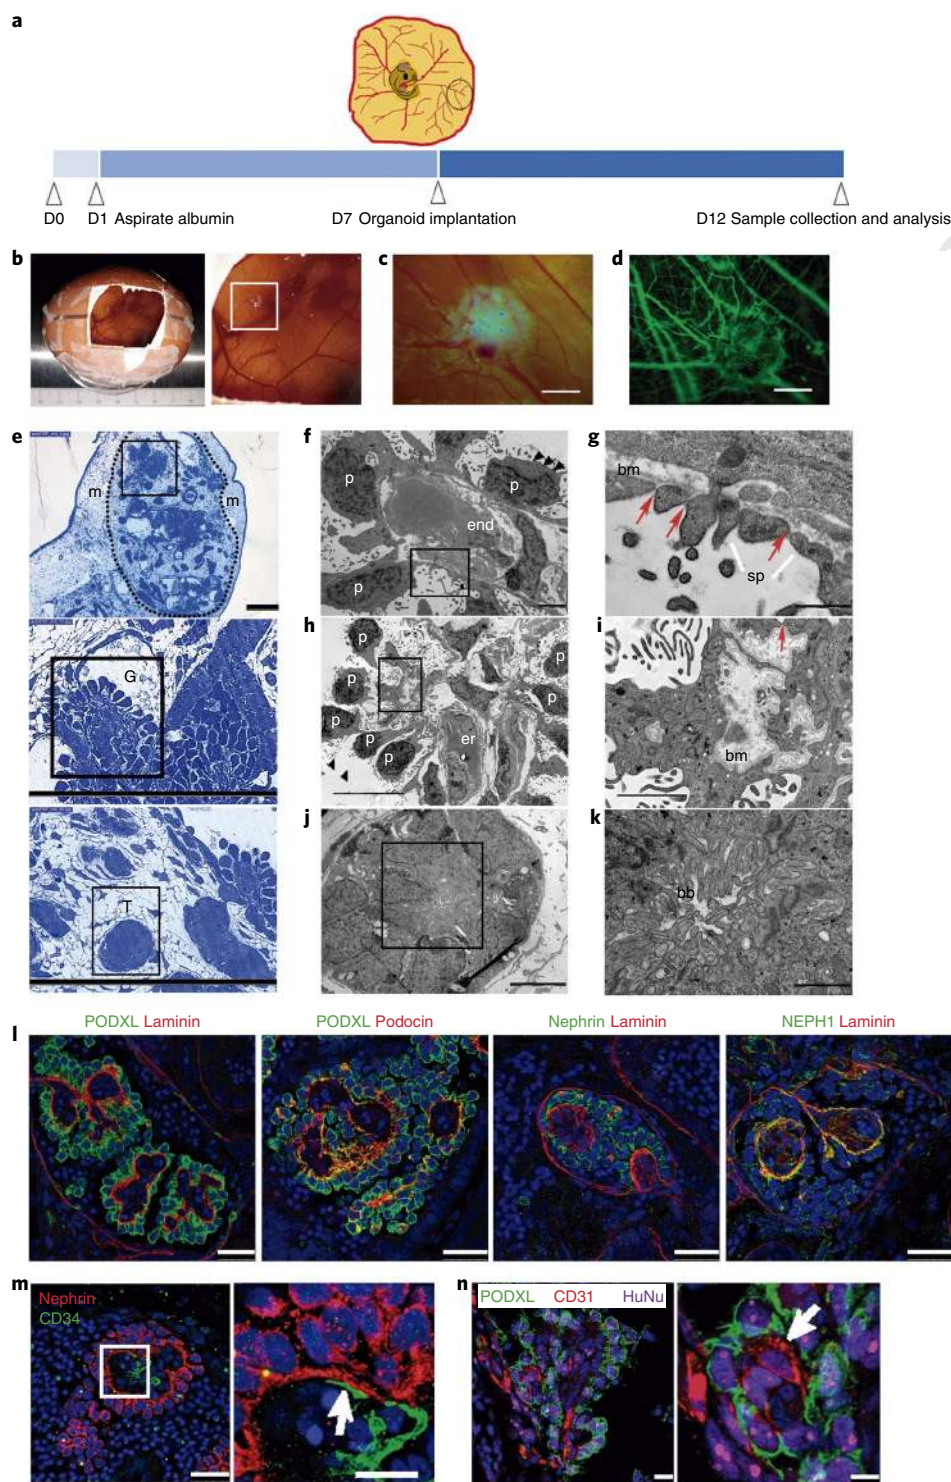 a
D0
D1 Aspirate albumin
D7 Organoid implantation
D12 Sample collection and analysis
b
c
d
e
m
m
f
p
p
end
p
g
bm
sp
G
h
p
p
p
p
p
p
er
i
bm
T
j
k
bb
l
PODXL Laminin
PODXL Podocin
Nephrin Laminin
NEPH1 Laminin
m
Nephrin
CD34
n
PODXL CD31 HuNu